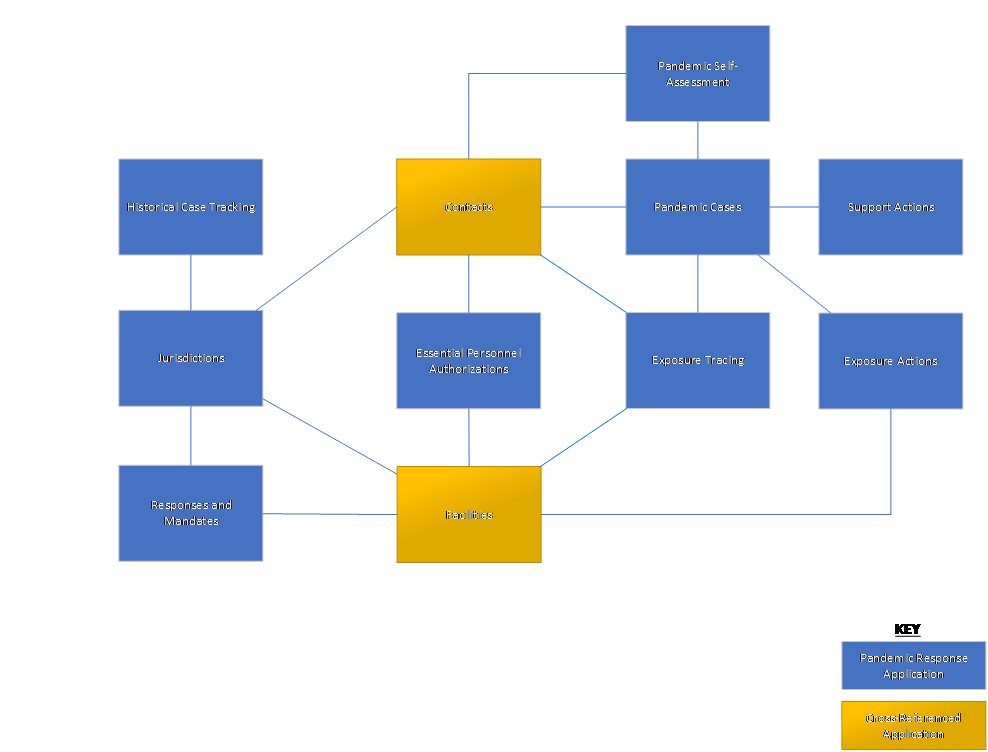 Pandemic Self-
Assessment
Historical Case Tracking
Contacts
Pandemic Cases
Support Actions
Jurisdictions
Essential Personnel
Authorizations
Exposure Tracing
Exposure Actions
Responses and
Mandates
Facilities
KEY
Pandemic Response
Application
Cross-Referenced
Application